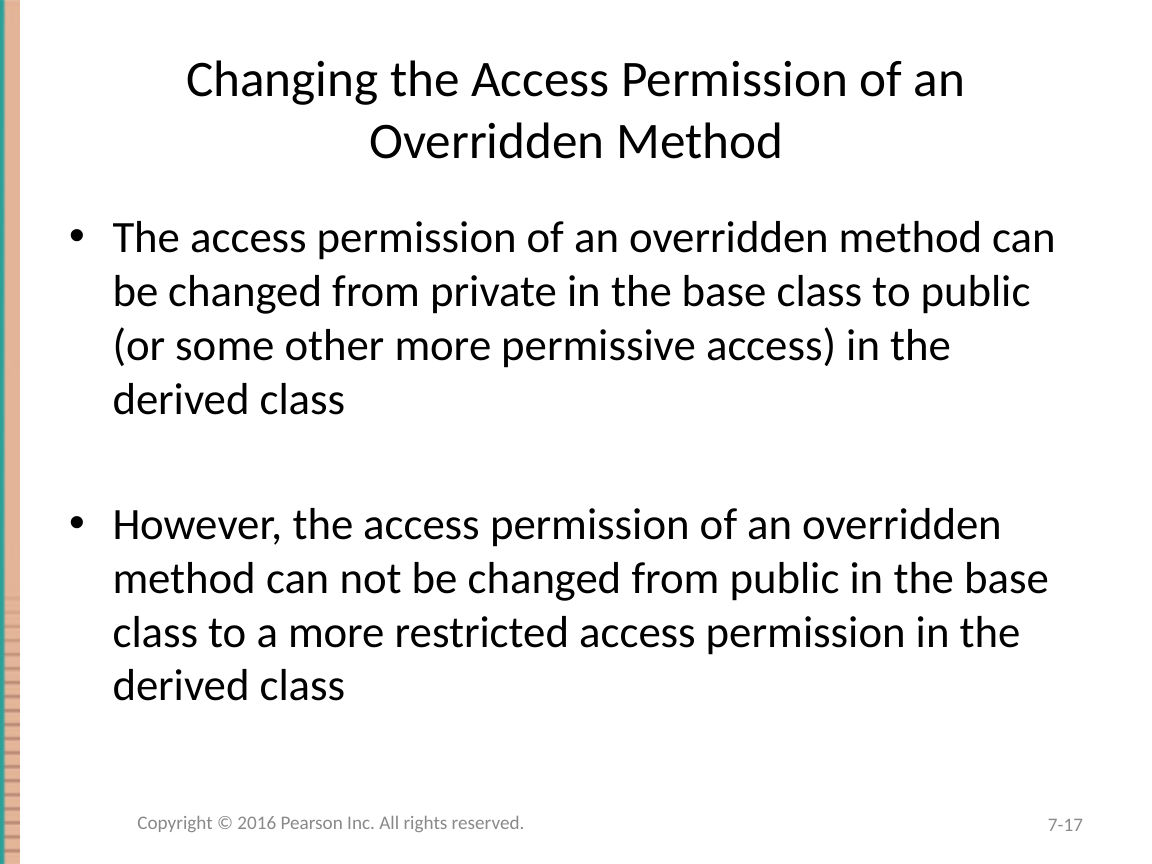 Changing the Access Permission of an
Overridden Method
• The access permission of an overridden method can
be changed from private in the base class to public
(or some other more permissive access) in the
derived class
• However, the access permission of an overridden
method can not be changed from public in the base
class to a more restricted access permission in the
derived class
Copyright © 2016 Pearson Inc. All rights reserved.
7-17